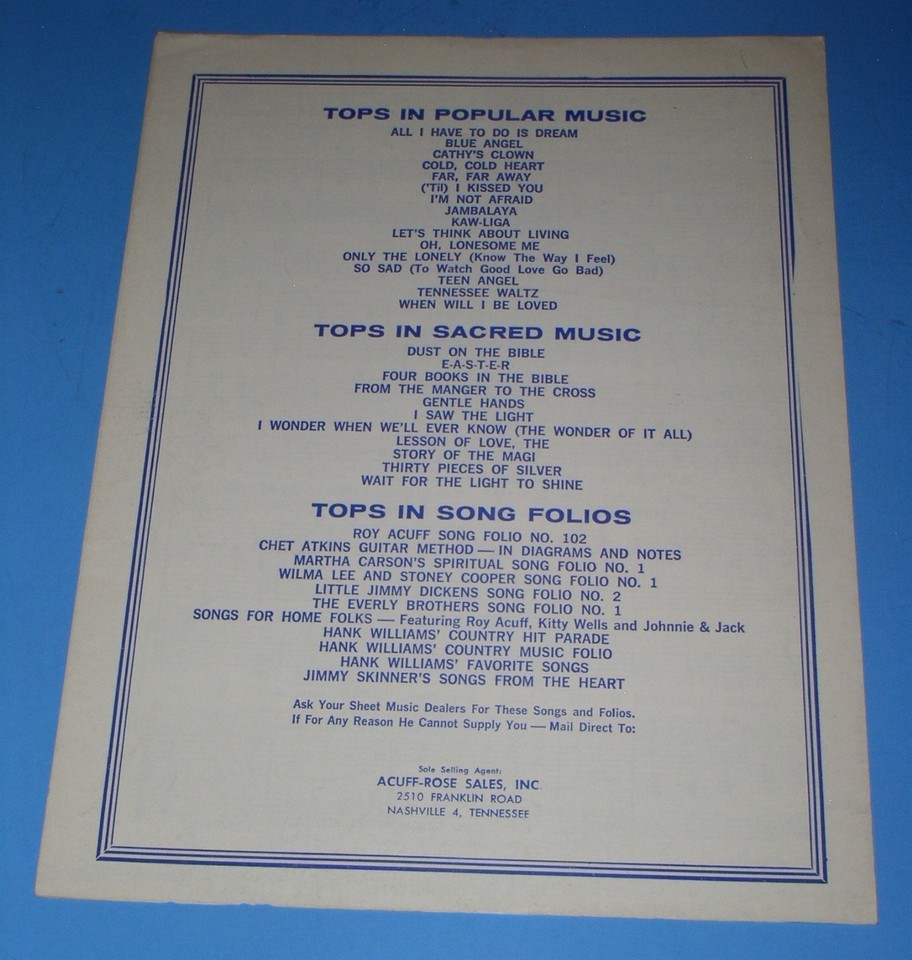 TOPS IN POPULAR MUSIC
ALL I HAVE TO DO IS DREAM
BLUE ANGEL
CATHY'S CLOWN
COLD, COLD HEART
FAR, FAR AWAY
('Til) I KISSED YOU
I'M NOT AFRAID
JAMBALAYA
KAW-LIGA
LET'S THINK ABOUT LIVING
OH, LONESOME ME
ONLY THE LONELY (Know The Way I Feel)
SO SAD (To Watch Good Love Go Bad)
TEEN ANGEL
TENNESSEE WALTZ
WHEN WILL I BE LOVED
TOPS IN SACRED MUSIC
DUST ON THE BIBLE
E-A-S-T-E-R
FOUR BOOKS IN THE BIBLE
FROM THE MANGER TO THE CROSS
GENTLE HANDS
I SAW THE LIGHT
I WONDER WHEN WE'LL EVER KNOW (THE WONDER OF IT ALL)
LESSON OF LOVE, THE
STORY OF THE MAGI
THIRTY PIECES OF SILVER
WAIT FOR THE LIGHT TO SHINE
TOPS IN SONG FOLIOS
ROY ACUFF SONG FOLIO NO. 102
CHET ATKINS GUITAR METHOD — IN DIAGRAMS AND NOTES
MARTHA CARSON'S SPIRITUAL SONG FOLIO NO. 1
WILMA LEE AND STONEY COOPER SONG FOLIO NO. 1
LITTLE JIMMY DICKENS SONG FOLIO NO. 2
THE EVERLY BROTHERS SONG FOLIO NO. 1
SONGS FOR HOME FOLKS — Featuring Roy Acuff, Kitty Wells and Johnnie & Jack
HANK WILLIAMS' COUNTRY HIT PARADE
HANK WILLIAMS' COUNTRY MUSIC FOLIO
HANK WILLIAMS' FAVORITE SONGS
JIMMY SKINNER'S SONGS FROM THE HEART
Ask Your Sheet Music Dealers For These Songs and Folios.
If For Any Reason He Cannot Supply You — Mail Direct To:
Sole Selling Agent:
ACUFF-ROSE SALES, INC.
2510 FRANKLIN ROAD
NASHVILLE 4, TENNESSEE